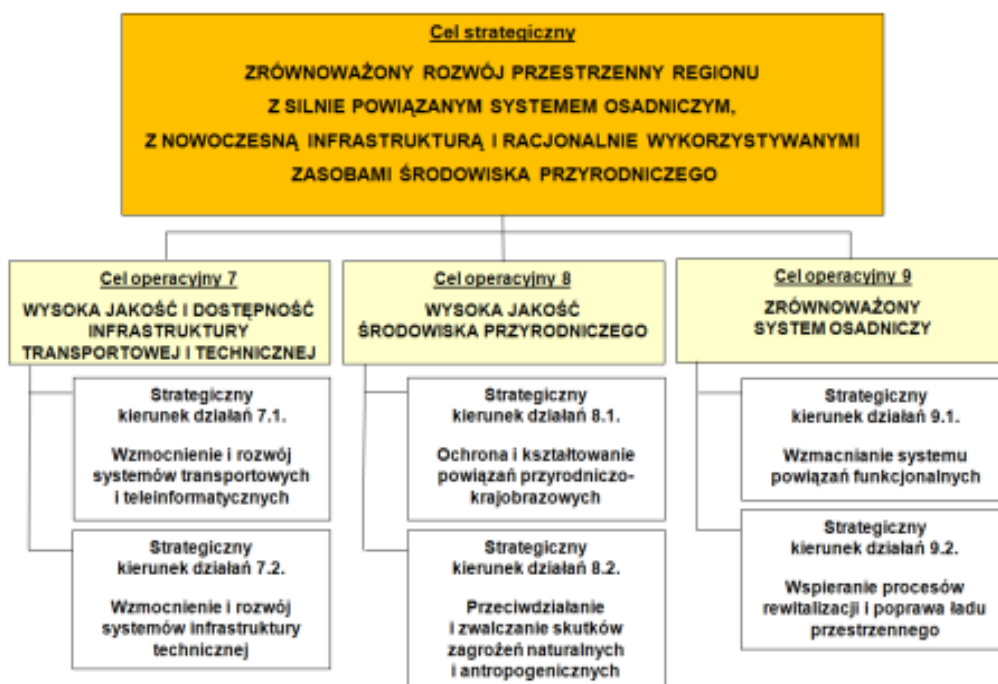 Cel strategiczny
ZRÓWNOWAŻONY ROZWÓJ PRZESTRZENNY REGIONU
Z SILNIE POWIĄZANYM SYSTEMEM OSADNICZYM,
Z NOWOCZESNĄ INFRASTRUKTURĄ I RACJONALNIE WYKORZYSTYWANYMI
ZASOBAMI ŚRODOWISKA PRZYRODNICZEGO
Cel operacyjny 7
WYSOKA JAKOŚĆ I DOSTĘPNOŚĆ
INFRASTRUKTURY
TRANSPORTOWEJ I TECHNICZNEJ
Strategiczny
kierunek działań 7.1.
Wzmocnienie i rozwój
systemów transportowych
i teleinformatycznych
Strategiczny
kierunek działań 7.2.
Wzmocnienie i rozwój
systemów infrastruktury
technicznej
Cel operacyjny 8
WYSOKA JAKOŚĆ
ŚRODOWISKA PRZYRODNICZEGO
Strategiczny
kierunek działań 8.1.
Ochrona i kształtowanie
powiązań przyrodniczo-
krajobrazowych
Strategiczny
kierunek działań 8.2.
Przeciwdziałanie
i zwalczanie skutków
zagrożeń naturalnych
i antropogenicznych
Cel operacyjny 9
ZRÓWNOWAŻONY
SYSTEM OSADNICZY
Strategiczny
kierunek działań 9.1.
Wzmacnianie systemu
powiązań funkcjonalnych
Strategiczny
kierunek działań 9.2.
Wspieranie procesów
rewitalizacji i poprawa ładu
przestrzennego